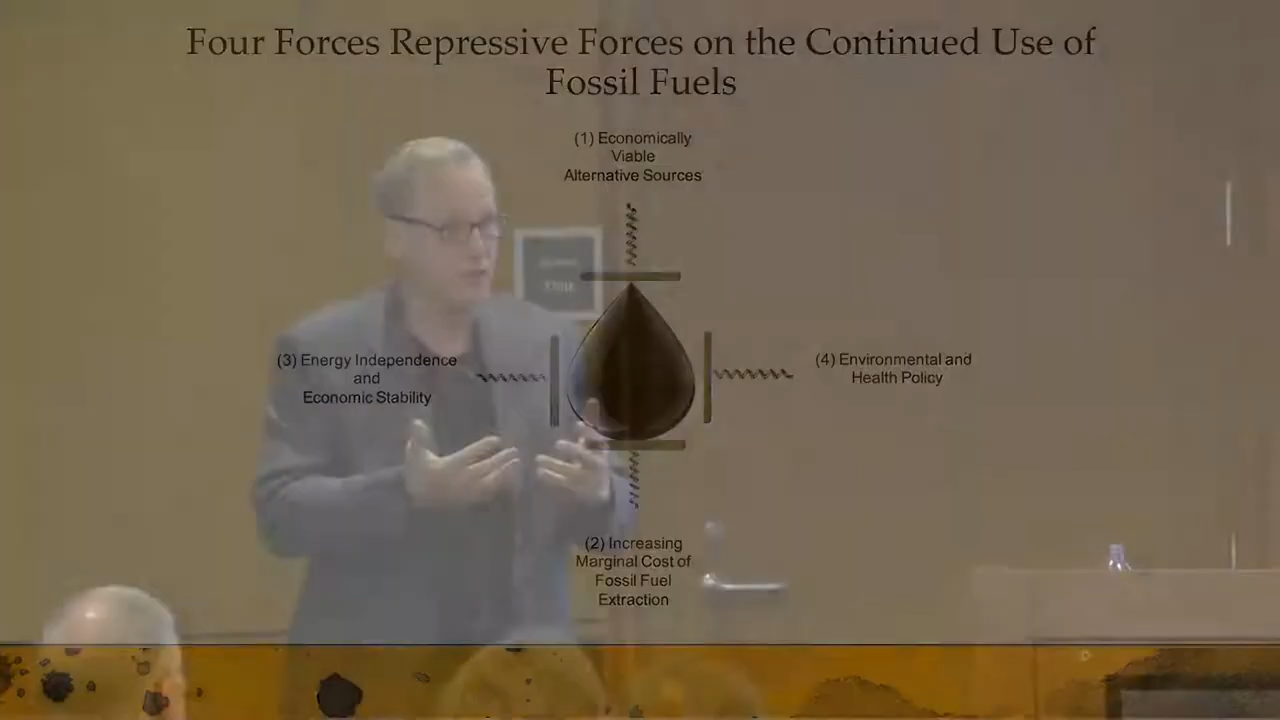 Four Forces Repressive Forces on the Continued Use of
Fossil Fuels
(1) Economically
Viable
Alternative Sources
(3) Energy Independence
and
Economic Stability
(4) Environmental and
Health Policy
(2) Increasing
Marginal Cost of
Fossil Fuel
Extraction